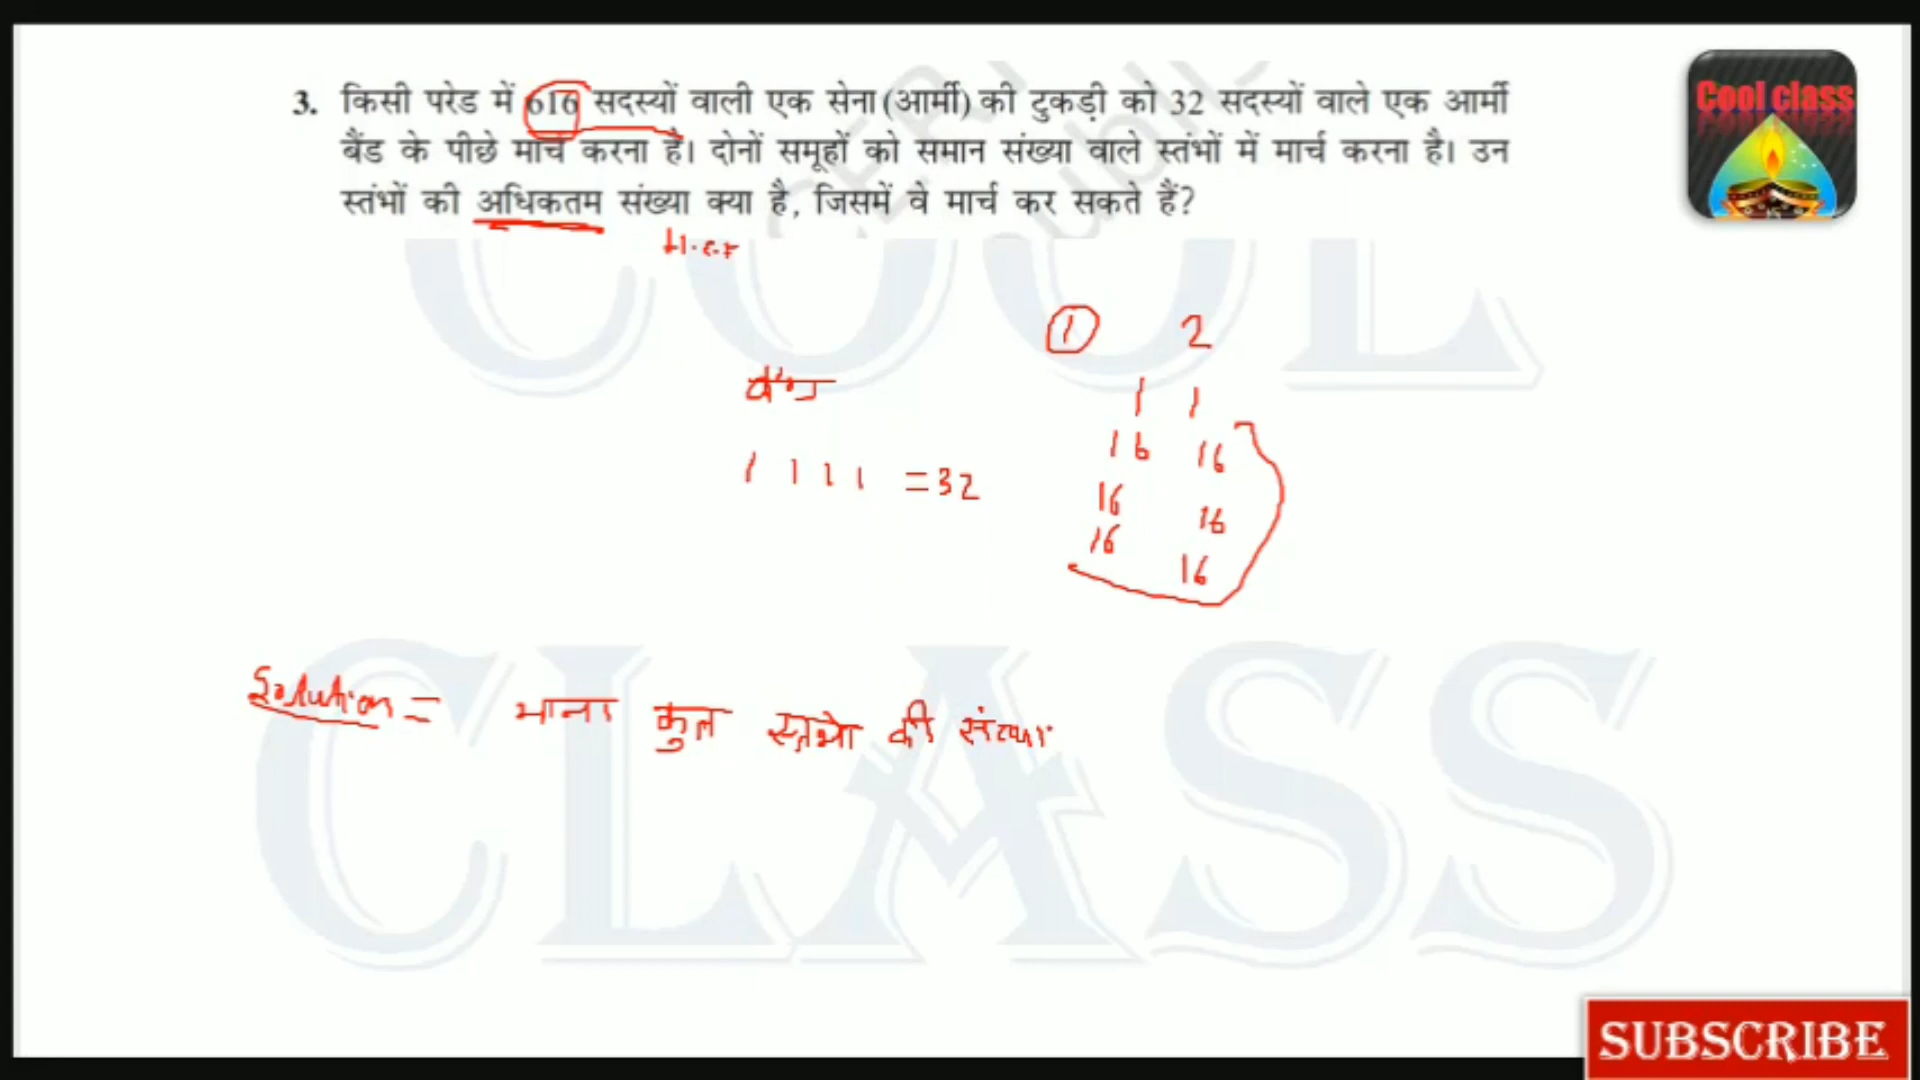 3. किसी परेड में 616 सदस्यों वाली एक सेना (आर्मी) की टुकड़ी को 32 सदस्यों वाले एक आर्मी
बैंड के पीछे मार्च करना है। दोनों समूहों को समान संख्या वाले स्तंभों में मार्च करना है। उन
स्तंभों की अधिकतम संख्या क्या है, जिसमें वे मार्च कर सकते हैं?
Cool class
H.C.F
1 2
1 1
16 16
1 1 1 1 = 32
16 16
16 16
Solution = माना कुल स्तभो की संख्या
COOL
CLASS
SUBSCRIBE